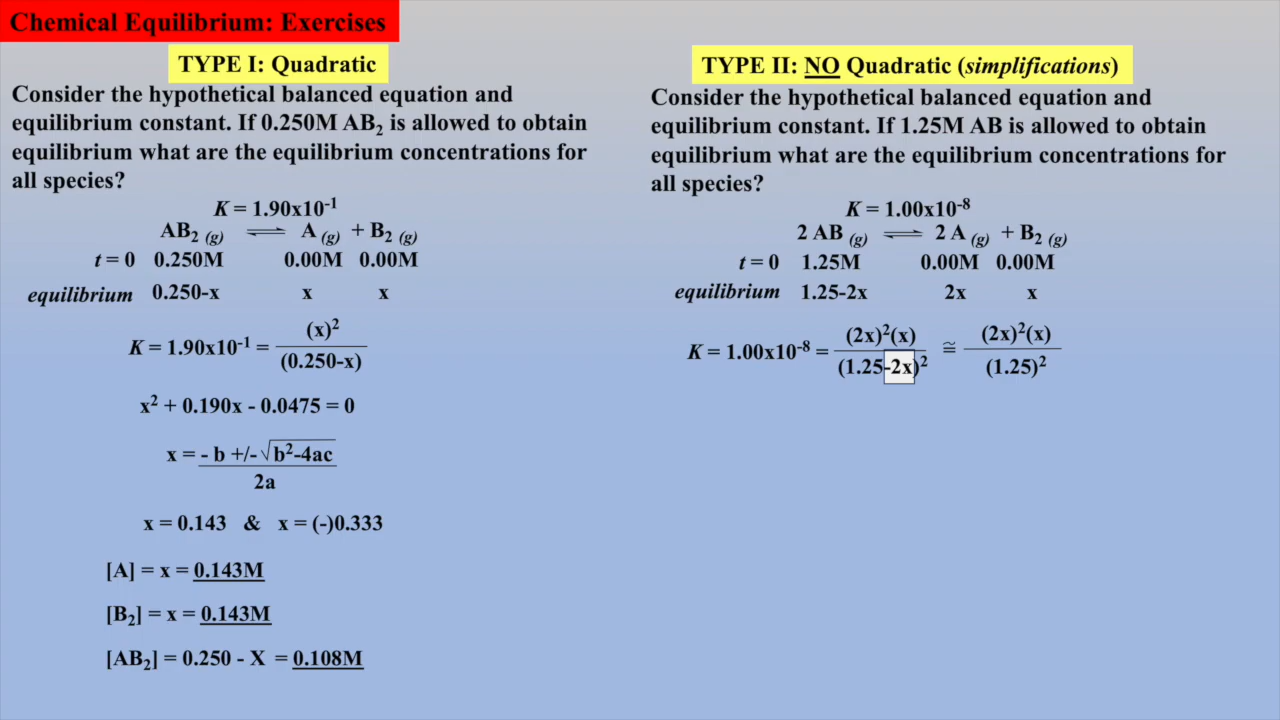 Chemical Equilibrium: Exercises
TYPE I: Quadratic
Consider the hypothetical balanced equation and
equilibrium constant. If 0.250M AB₂ is allowed to obtain
equilibrium what are the equilibrium concentrations for
all species?
K = 1.90x10⁻¹
AB₂ (g) ⇌ A (g) + B₂ (g)
t = 0 0.250M 0.00M 0.00M
equilibrium 0.250-x x x
K = 1.90x10⁻¹ = (x)² / (0.250-x)
x² + 0.190x - 0.0475 = 0
x = - b +/- √b²-4ac / 2a
x = 0.143 & x = (-)0.333
[A] = x = 0.143M
[B₂] = x = 0.143M
[AB₂] = 0.250 - X = 0.108M
TYPE II: NO Quadratic (simplifications)
Consider the hypothetical balanced equation and
equilibrium constant. If 1.25M AB is allowed to obtain
equilibrium what are the equilibrium concentrations for
all species?
K = 1.00x10⁻⁸
2 AB (g) ⇌ 2 A (g) + B₂ (g)
t = 0 1.25M 0.00M 0.00M
equilibrium 1.25-2x 2x x
K = 1.00x10⁻⁸ = (2x)²(x) / (1.25-2x)² ≅ (2x)²(x) / (1.25)²